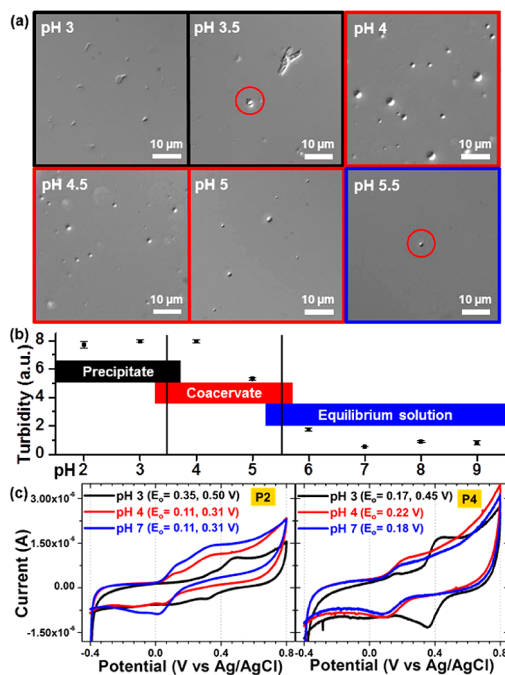 (a)
pH 3
pH 3.5
pH 4
10 µm
10 µm
10 µm
pH 4.5
pH 5
pH 5.5
10 µm
10 µm
10 µm
(b)
Turbidity (a.u.)
8
6
4
2
0
Precipitate
Coacervate
Equilibrium solution
pH 2 3 4 5 6 7 8 9
(c)
Current (A)
3.00x10⁻⁶
1.50x10⁻⁶
0.00
-1.50x10⁻⁶
pH 3 (Eₒ= 0.35, 0.50 V)
pH 4 (Eₒ= 0.11, 0.31 V)
pH 7 (Eₒ= 0.11, 0.31 V)
P2
pH 3 (Eₒ= 0.17, 0.45 V)
pH 4 (Eₒ= 0.22 V)
pH 7 (Eₒ= 0.18 V)
P4
-0.4 0.0 0.4 0.8
-0.4 0.0 0.4 0.8
Potential (V vs Ag/AgCl)
Potential (V vs Ag/AgCl)